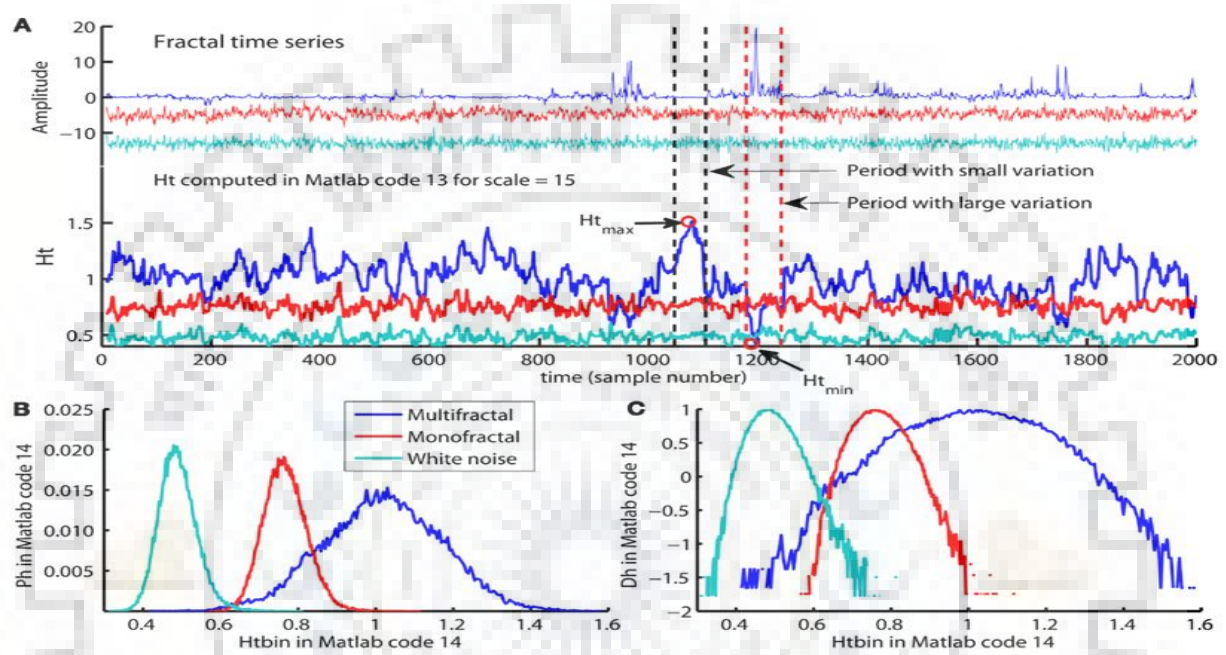 A
Fractal time series
Amplitude
20
10
0
−10
Ht computed in Matlab code 13 for scale = 15
Period with small variation
Period with large variation
Ht max
Ht
1.5
1
0.5
0 200 400 600 800 1000 1200 1400 1600 1800 2000
time (sample number)
Ht min
B
Ph in Matlab code 14
0.025
0.020
0.015
0.010
0.005
Multifractal
Monofractal
White noise
0.4 0.6 0.8 1 1.2 1.4 1.6
Htbin in Matlab code 14
C
Dh in Matlab code 14
1
0.5
0
−0.5
−1
−1.5
−2
0.4 0.6 0.8 1 1.2 1.4 1.6
Htbin in Matlab code 14